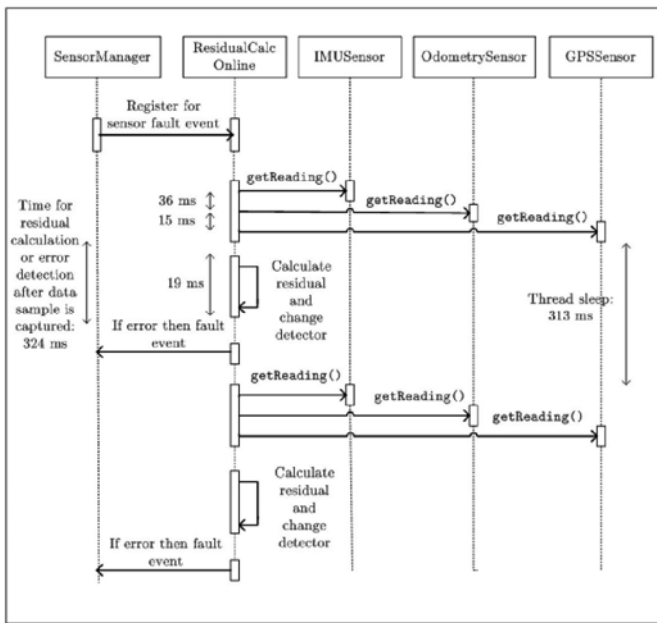 SensorManager
ResidualCalc
Online
IMUSensor
OdometrySensor
GPSSensor
Register for
sensor fault event
getReading()
36 ms
getReading()
15 ms
getReading()
Time for
residual
calculation
or error
detection
after data
sample is
captured:
324 ms
19 ms
Calculate
residual
and
change
detector
Thread sleep:
313 ms
If error then fault
event
getReading()
getReading()
getReading()
Calculate
residual
and
change
detector
If error then fault
event